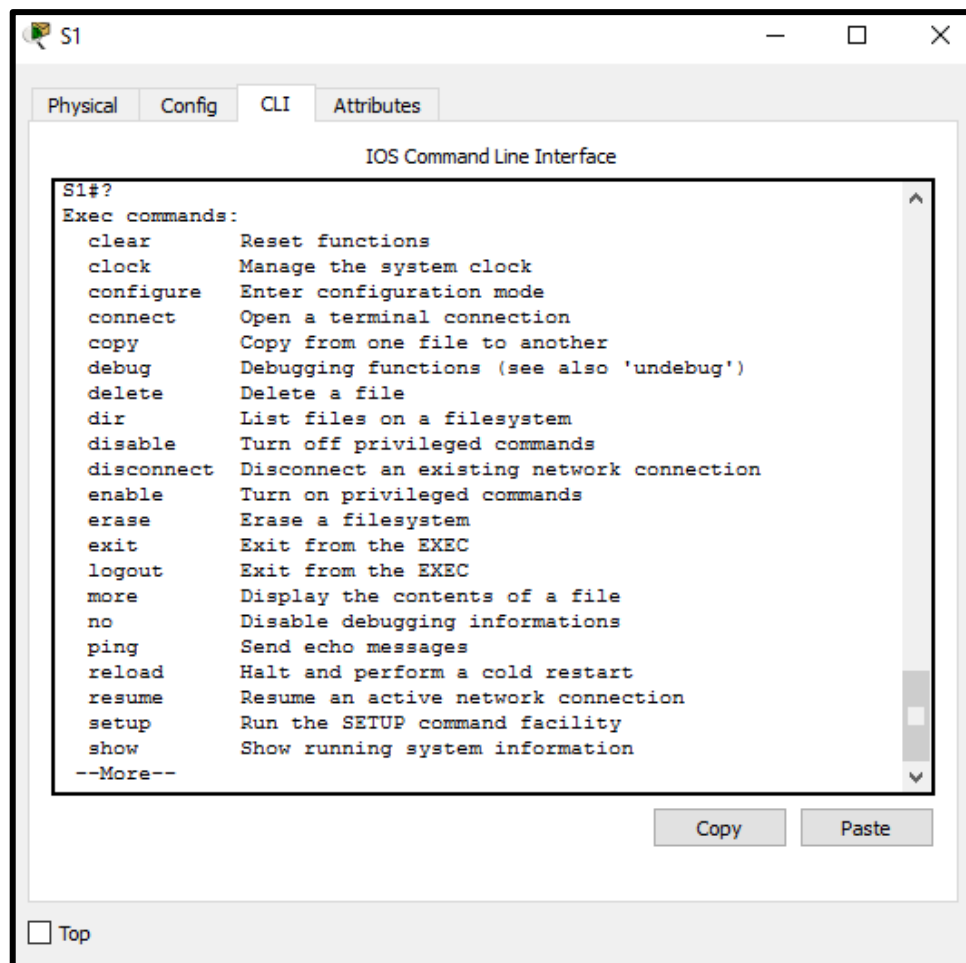 S1
Physical Config CLI Attributes
IOS Command Line Interface
S1#?
Exec commands:
clear Reset functions
clock Manage the system clock
configure Enter configuration mode
connect Open a terminal connection
copy Copy from one file to another
debug Debugging functions (see also 'undebug')
delete Delete a file
dir List files on a filesystem
disable Turn off privileged commands
disconnect Disconnect an existing network connection
enable Turn on privileged commands
erase Erase a filesystem
exit Exit from the EXEC
logout Exit from the EXEC
more Display the contents of a file
no Disable debugging informations
ping Send echo messages
reload Halt and perform a cold restart
resume Resume an active network connection
setup Run the SETUP command facility
show Show running system information
--More--
Copy Paste
Top